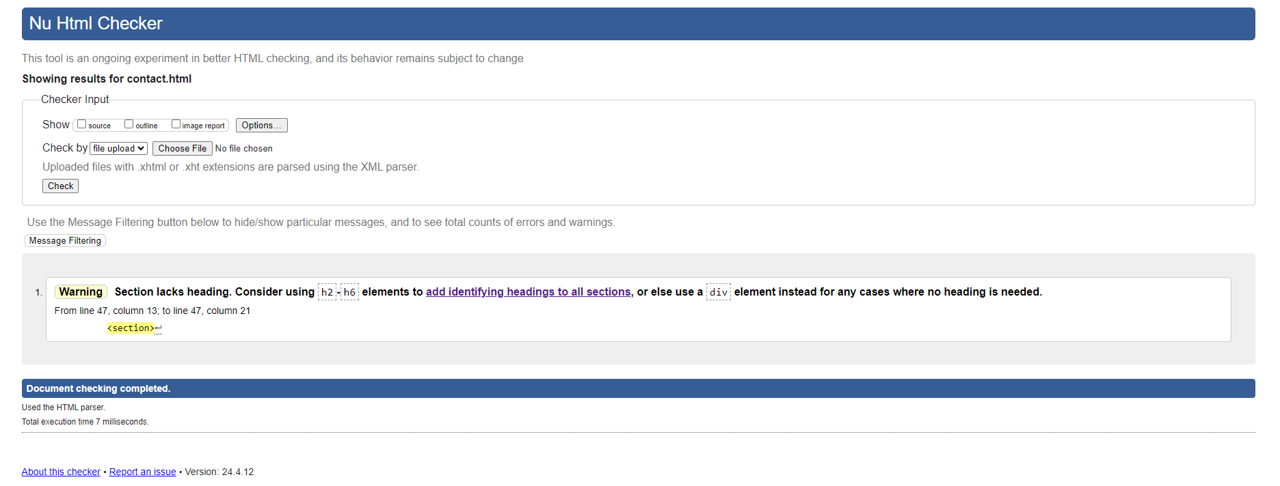 Nu Html Checker
This tool is an ongoing experiment in better HTML checking, and its behavior remains subject to change
Showing results for contact.html
Checker Input
Show source outline image report Options...
Check by file upload Choose File No file chosen
Uploaded files with .xhtml or .xht extensions are parsed using the XML parser.
Check
Use the Message Filtering button below to hide/show particular messages, and to see total counts of errors and warnings.
Message Filtering
1. Warning Section lacks heading. Consider using h2-h6 elements to add identifying headings to all sections, or else use a div element instead for any cases where no heading is needed.
From line 47, column 13; to line 47, column 21
<section>↩
Document checking completed.
Used the HTML parser.
Total execution time 7 milliseconds.
About this checker • Report an issue • Version: 24.4.12